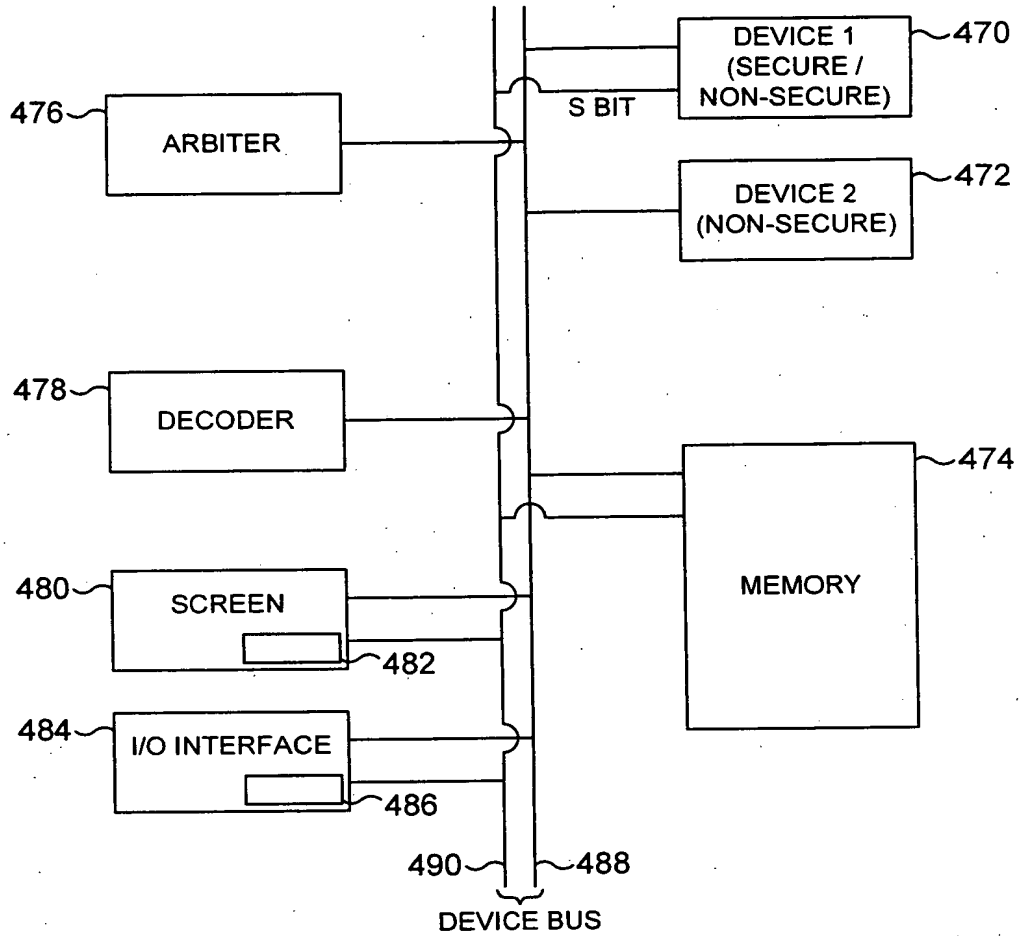 DEVICE 1
(SECURE /
NON-SECURE)
470
S BIT
476
ARBITER
DEVICE 2
(NON-SECURE)
472
478
DECODER
474
MEMORY
480
SCREEN
482
484
I/O INTERFACE
486
490
488
DEVICE BUS